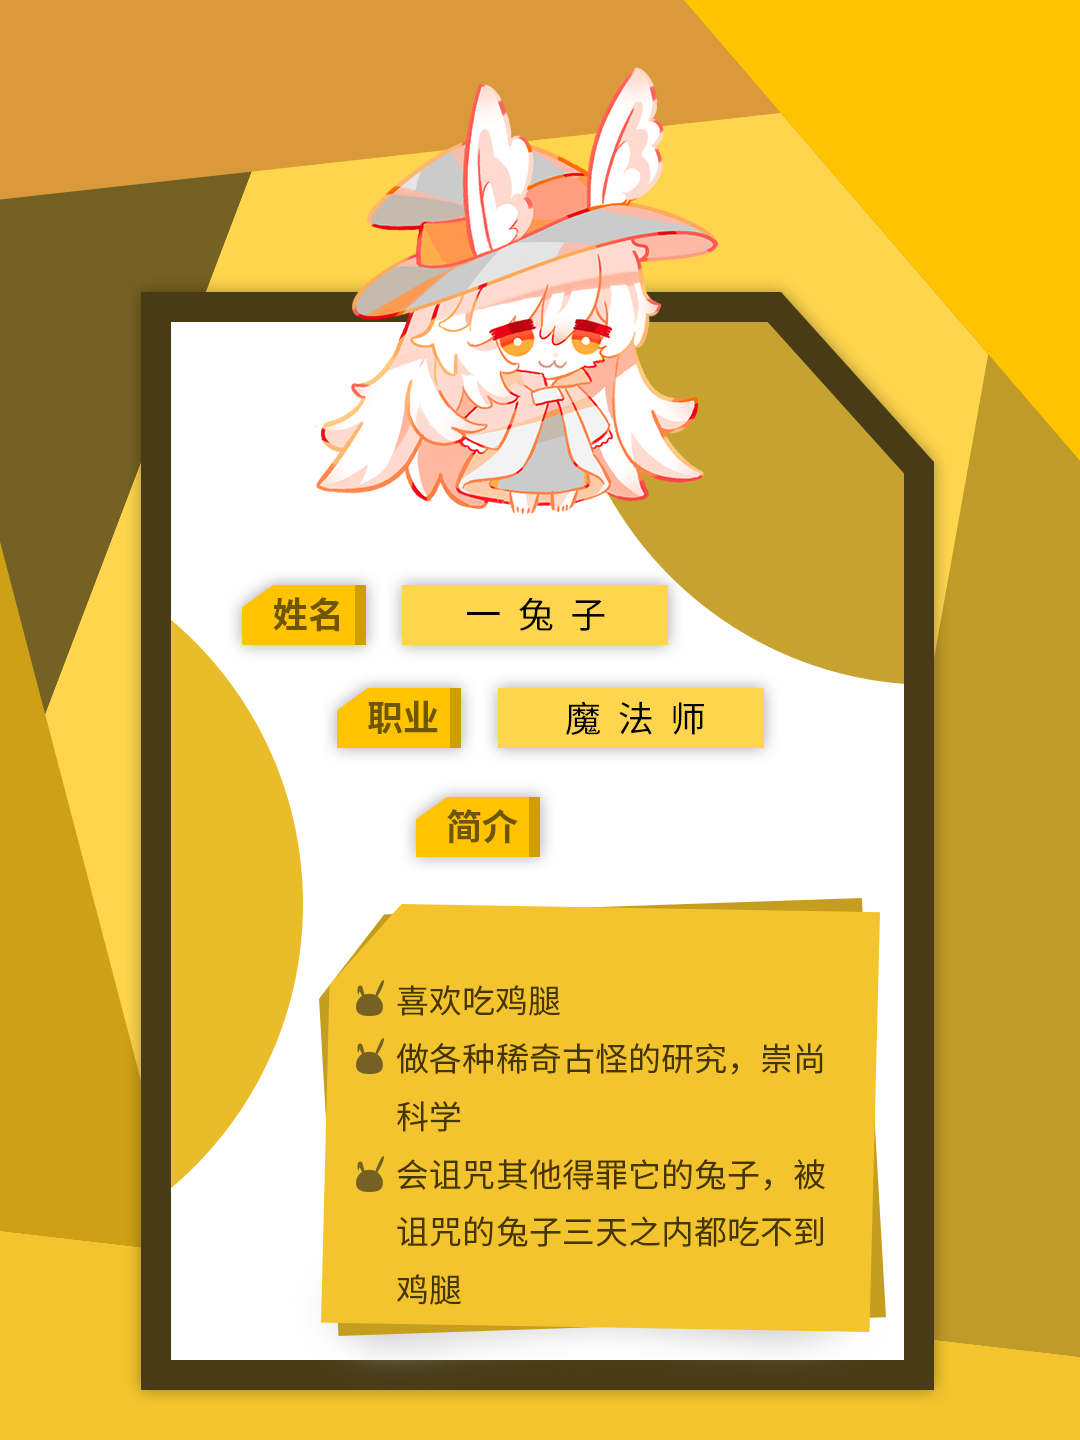 姓名 一兔子
职业 魔法师
简介
喜欢吃鸡腿
做各种稀奇古怪的研究，崇尚
科学
会诅咒其他得罪它的兔子，被
诅咒的兔子三天之内都吃不到
鸡腿